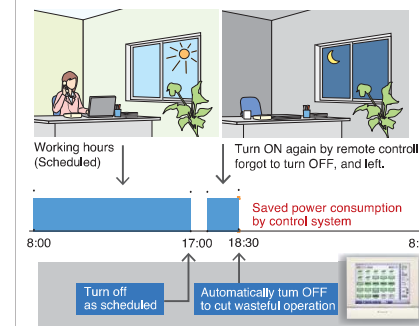 Working hours
(Scheduled)
Turn ON again by remote controll
forgot to turn OFF, and left.
Saved power consumption
by control system
8:00
17:00
18:30
8:
Turn off
as scheduled
Automatically turn OFF
to cut wasteful operation